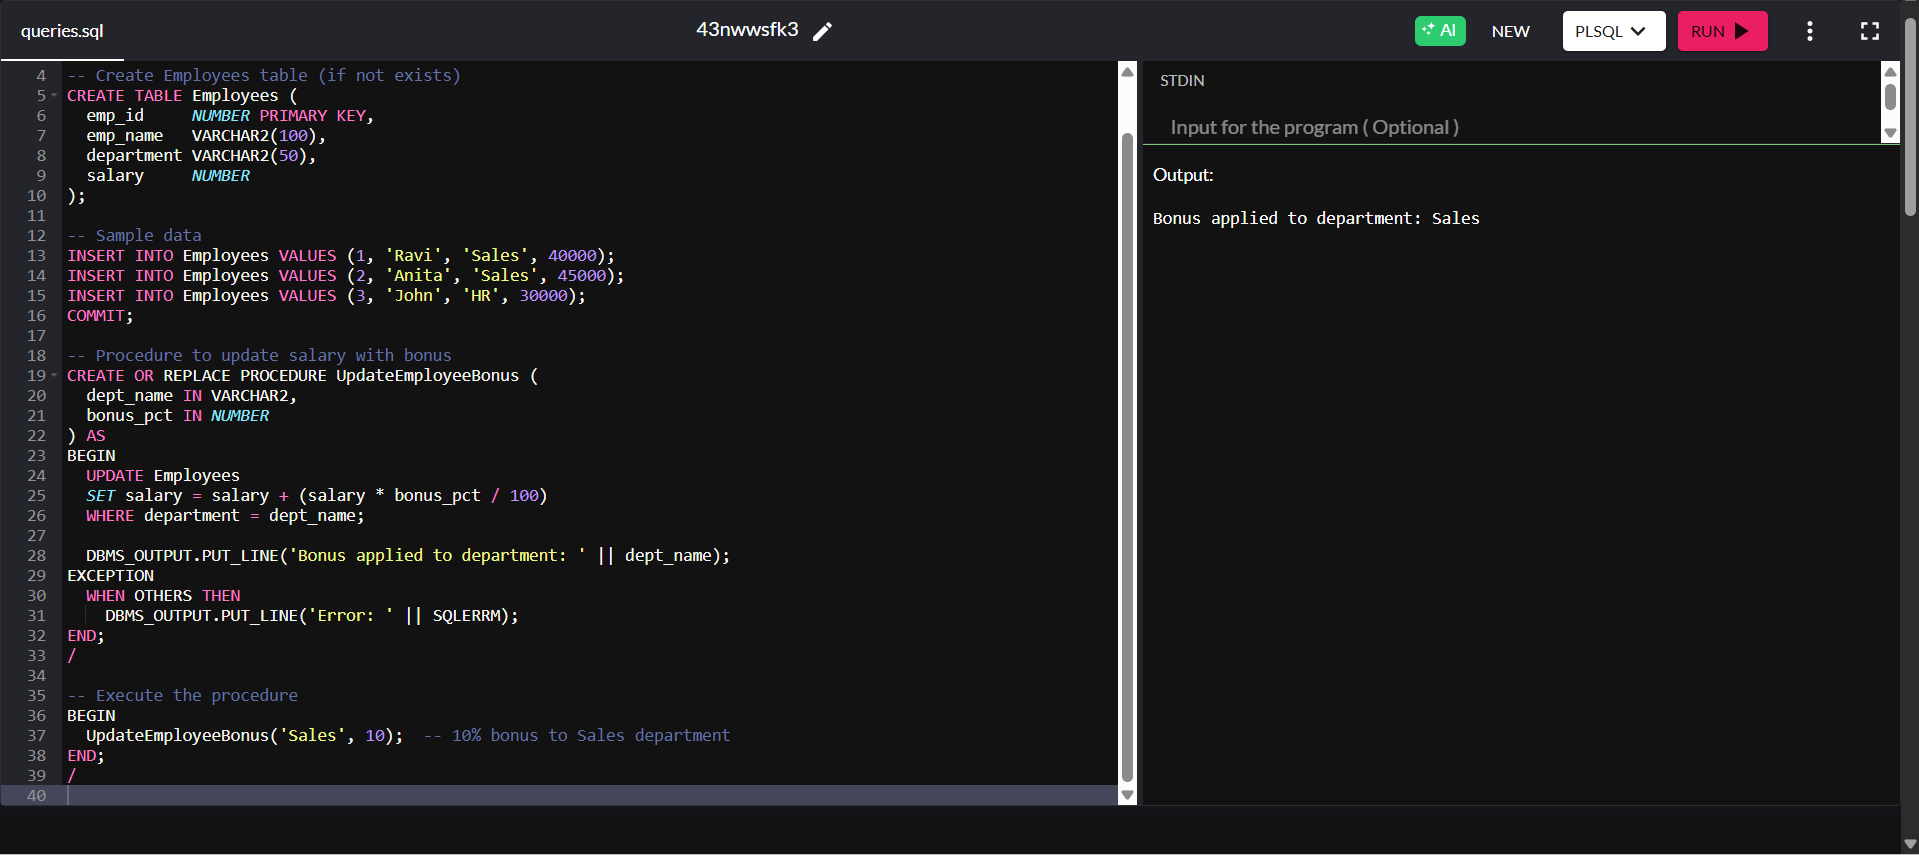 queries.sql
43nwwsfk3
AI
NEW
PLSQL
RUN
4 -- Create Employees table (if not exists)
5 CREATE TABLE Employees (
6   emp_id     NUMBER PRIMARY KEY,
7   emp_name   VARCHAR2(100),
8   department VARCHAR2(50),
9   salary     NUMBER
10 );
11
12 -- Sample data
13 INSERT INTO Employees VALUES (1, 'Ravi', 'Sales', 40000);
14 INSERT INTO Employees VALUES (2, 'Anita', 'Sales', 45000);
15 INSERT INTO Employees VALUES (3, 'John', 'HR', 30000);
16 COMMIT;
17
18 -- Procedure to update salary with bonus
19 CREATE OR REPLACE PROCEDURE UpdateEmployeeBonus (
20   dept_name IN VARCHAR2,
21   bonus_pct IN NUMBER
22 ) AS
23 BEGIN
24   UPDATE Employees
25   SET salary = salary + (salary * bonus_pct / 100)
26   WHERE department = dept_name;
27
28   DBMS_OUTPUT.PUT_LINE('Bonus applied to department: ' || dept_name);
29 EXCEPTION
30   WHEN OTHERS THEN
31     DBMS_OUTPUT.PUT_LINE('Error: ' || SQLERRM);
32 END;
33 /
34
35 -- Execute the procedure
36 BEGIN
37   UpdateEmployeeBonus('Sales', 10);  -- 10% bonus to Sales department
38 END;
39 /
40
STDIN
Input for the program ( Optional )
Output:
Bonus applied to department: Sales